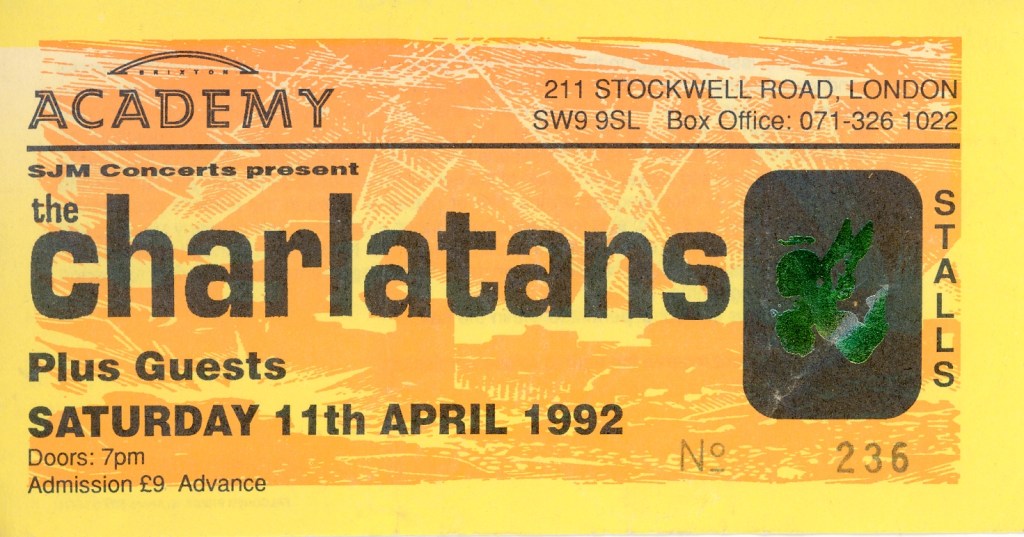 BRIXTON
ACADEMY
211 STOCKWELL ROAD, LONDON
SW9 9SL Box Office: 071-326 1022
SJM Concerts present
the
charlatans
STALLS
Plus Guests
SATURDAY 11th APRIL 1992
Doors: 7pm
Admission £9 Advance
Nº 236